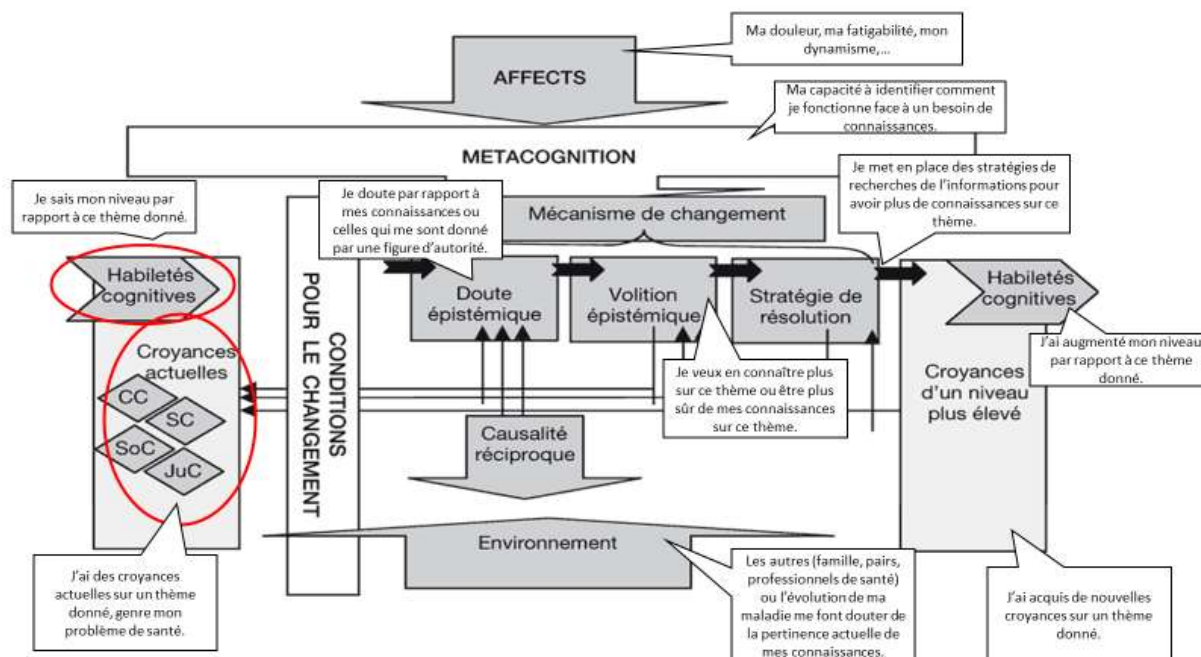 Ma douleur, ma fatigabilité, mon
dynamisme,...
AFFECTS
Ma capacité à identifier comment
je fonctionne face à un besoin de
connaissances.
METACOGNITION
Je sais mon niveau par
rapport à ce thème donné.
Je doute par rapport à
mes connaissances ou
celles qui me sont donné
par une figure d'autorité.
Mécanisme de changement
Je met en place des stratégies de
recherches de l'informations pour
avoir plus de connaissances sur ce
thème.
Habiletés
cognitives
CONDITIONS
POUR LE CHANGEMENT
Doute
épistémique
Volition
épistémique
Stratégie de
résolution
Habiletés
cognitives
J'ai augmenté mon niveau
par rapport à ce thème
donné.
Croyances
actuelles
CC
SC
SoC
JuC
Je veux en connaître plus
sur ce thème ou être plus
sûr de mes connaissances
sur ce thème.
Croyances
d'un niveau
plus élevé
Causalité
réciproque
Environnement
J'ai des croyances
actuelles sur un thème
donné, genre mon
problème de santé.
Les autres (famille, pairs,
professionnels de santé)
ou l'évolution de ma
maladie me font douter de
la pertinence actuelle de
mes connaissances.
J'ai acquis de nouvelles
croyances sur un thème
donné.